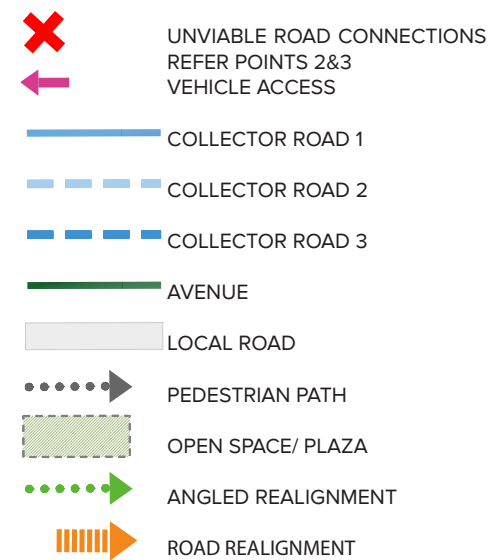 UNVIABLE ROAD CONNECTIONS
REFER POINTS 2&3
VEHICLE ACCESS
COLLECTOR ROAD 1
COLLECTOR ROAD 2
COLLECTOR ROAD 3
AVENUE
LOCAL ROAD
PEDESTRIAN PATH
OPEN SPACE/ PLAZA
ANGLED REALIGNMENT
ROAD REALIGNMENT